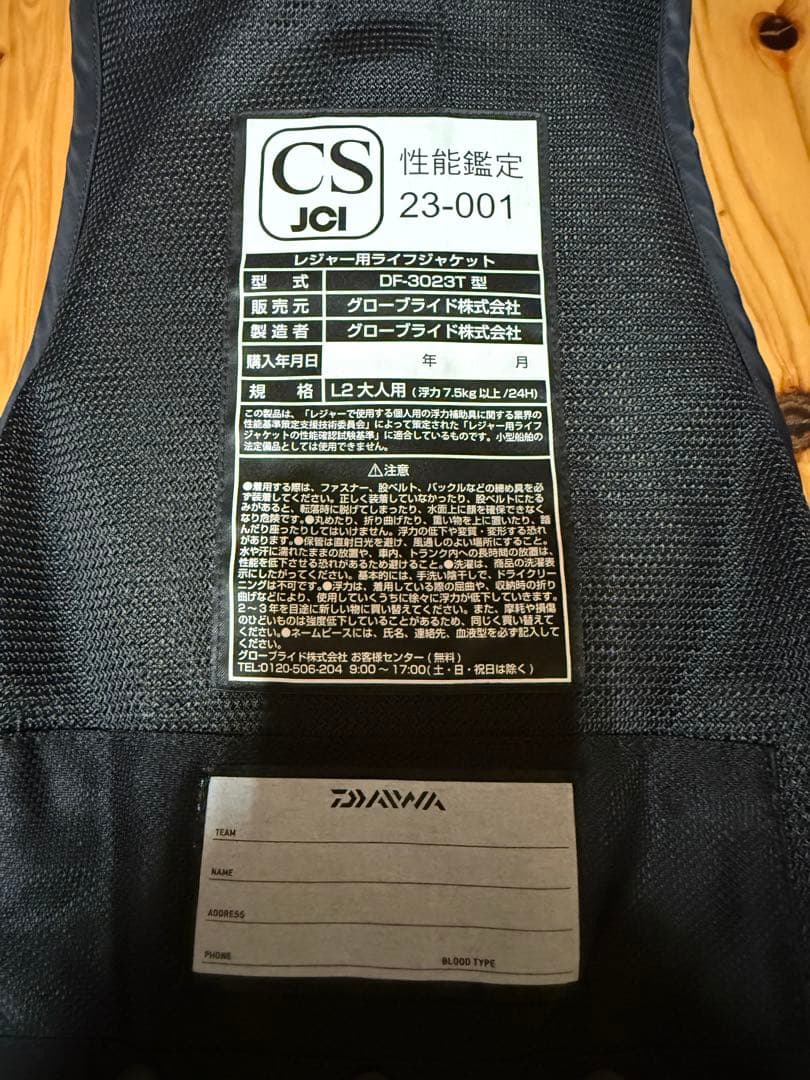 CS
JCI
性能鑑定
23-001
レジャー用ライフジャケット
型 式 DF-3023T 型
販売元 グローブライド株式会社
製造者 グローブライド株式会社
購入年月日 年 月
規 格 L2 大人用 (浮力 7.5kg 以上 /24H)
この製品は、「レジャーで使用する個人用の浮力補助具に関する業界の
性能基準策定支援技術委員会」によって策定された「レジャー用ライフ
ジャケットの性能確認試験基準」に適合しているものです。小型船舶の
法定備品としては使用できません。
⚠注意
●着用する際は、ファスナー、股ベルト、バックルなどの締め具を必
ず装着してください。正しく装着していなかったり、股ベルトにたる
みがあると、転落時に脱げてしまったり、水面上に顔を確保できなく
なり危険です。●丸めたり、折り曲げたり、重い物を上に置いたり、踏
んだり座ったりしてはいけません。浮力の低下や変質・変形する恐れ
があります。●保管は直射日光を避け、風通しのよい場所にすること。
水や汗に濡れたままの放置や、車内、トランク内への長時間の放置は、
性能を低下させる恐れがあるため避けること。●洗濯は、商品の洗濯表
示にしたがってください。基本的には、手洗い陰干しで、ドライクリー
ニングは不可です。●浮力は、着用している際の屈曲や、収納時の折り
曲げなどにより、使用していくうちに徐々に浮力が低下していきます。
2～3年を目途に新しい物に買い替えてください。また、摩耗や損傷
のひどいものは強度低下していることがあるため、同じく買い替えて
ください。●ネームピースには、氏名、連絡先、血液型を必ず記入して
ください。
グローブライド株式会社 お客様センター (無料)
TEL:0120-506-204 9:00～17:00(土・日・祝日は除く)
DAIWA
TEAM
NAME
ADDRESS
PHONE BLOOD TYPE